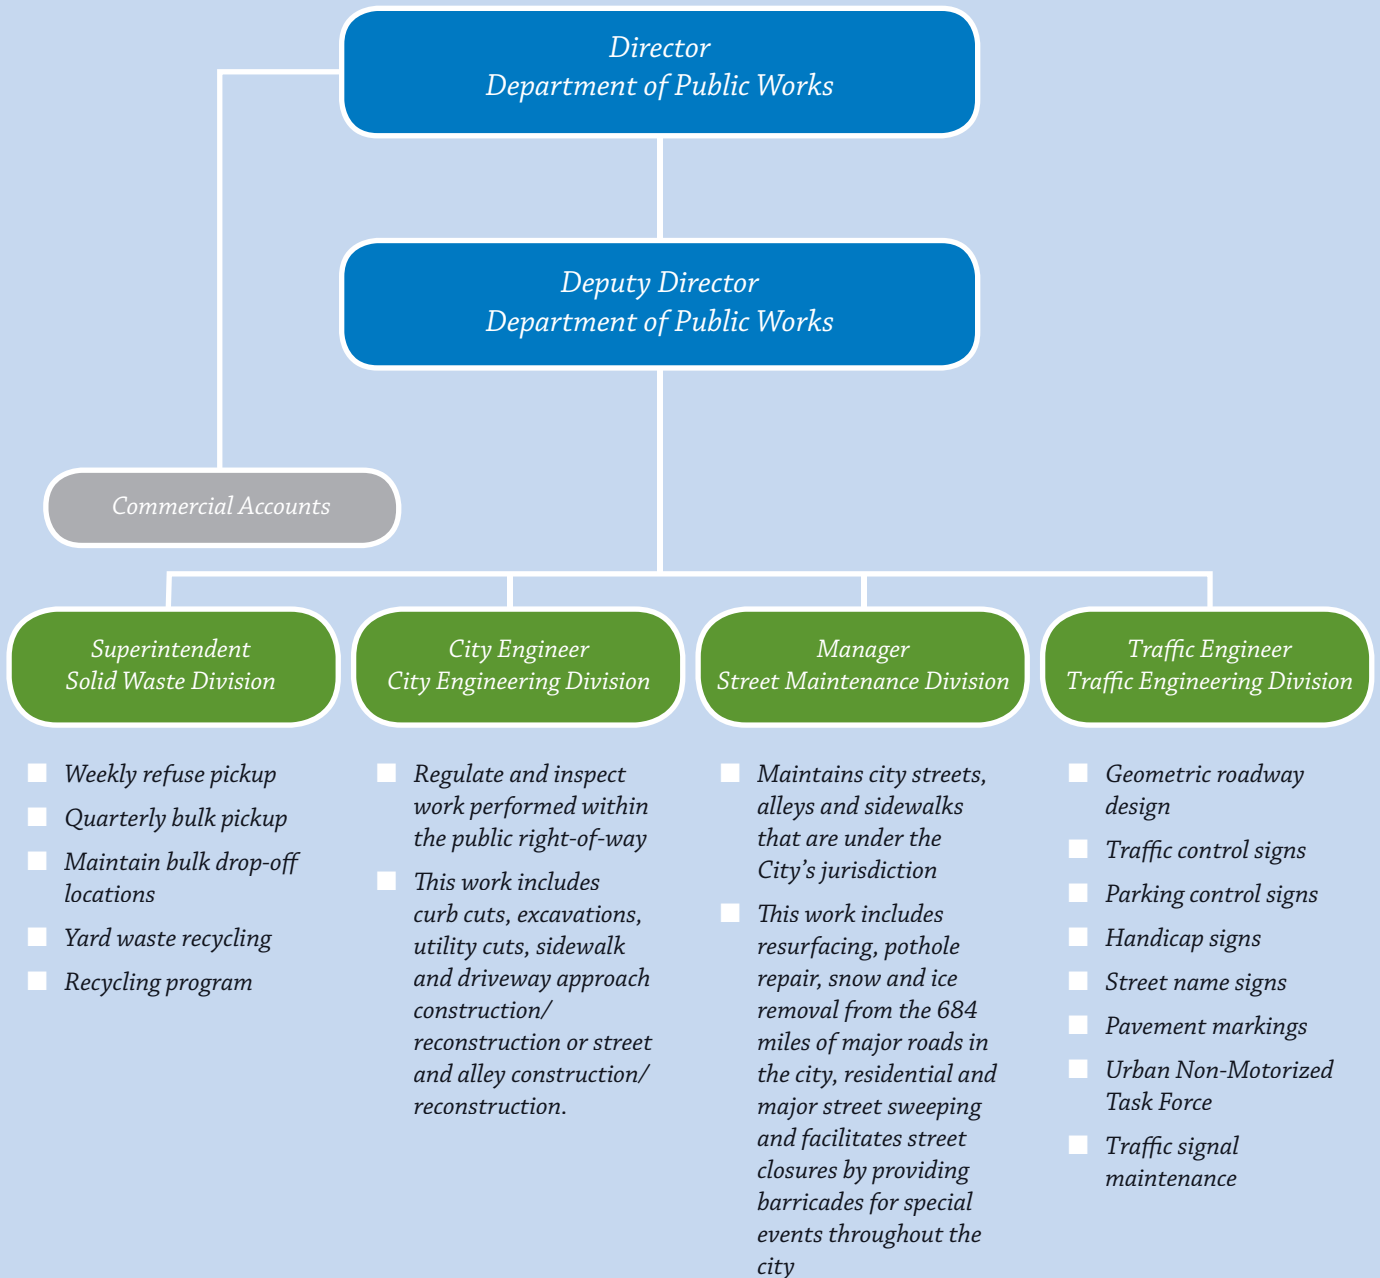 Director
Department of Public Works
Deputy Director
Department of Public Works
Commercial Accounts
Superintendent
Solid Waste Division
Weekly refuse pickup
Quarterly bulk pickup
Maintain bulk drop-off
locations
Yard waste recycling
Recycling program
City Engineer
City Engineering Division
Regulate and inspect
work performed within
the public right-of-way
This work includes
curb cuts, excavations,
utility cuts, sidewalk
and driveway approach
construction/
reconstruction or street
and alley construction/
reconstruction.
Manager
Street Maintenance Division
Maintains city streets,
alleys and sidewalks
that are under the
City’s jurisdiction
This work includes
resurfacing, pothole
repair, snow and ice
removal from the 684
miles of major roads in
the city, residential and
major street sweeping
and facilitates street
closures by providing
barricades for special
events throughout the
city
Traffic Engineer
Traffic Engineering Division
Geometric roadway
design
Traffic control signs
Parking control signs
Handicap signs
Street name signs
Pavement markings
Urban Non-Motorized
Task Force
Traffic signal
maintenance